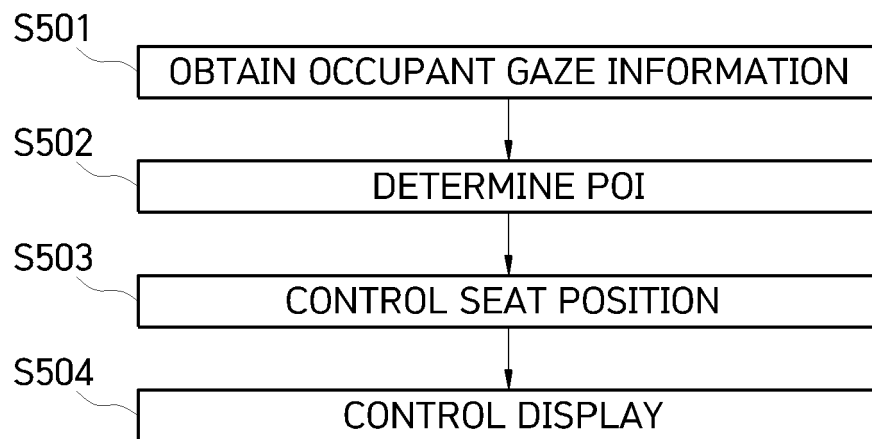 S501
OBTAIN OCCUPANT GAZE INFORMATION
S502
DETERMINE POI
S503
CONTROL SEAT POSITION
S504
CONTROL DISPLAY